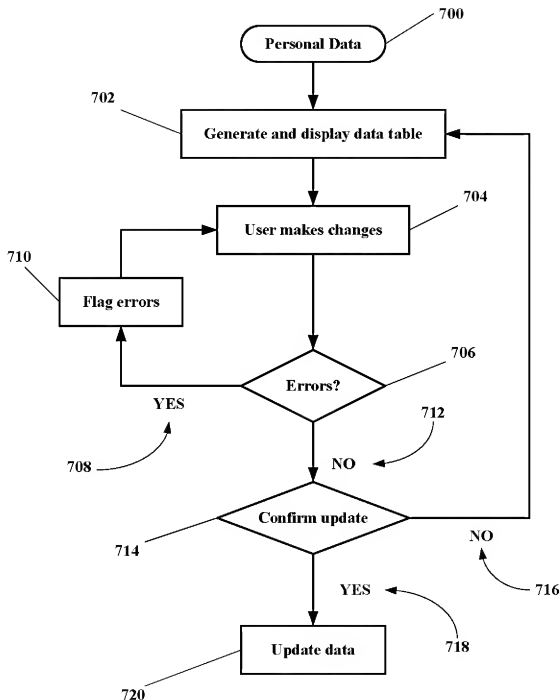 700
Personal Data
702
Generate and display data table
704
User makes changes
710
Flag errors
706
Errors?
YES
712
708
NO
Confirm update
714
NO
716
YES
718
Update data
720